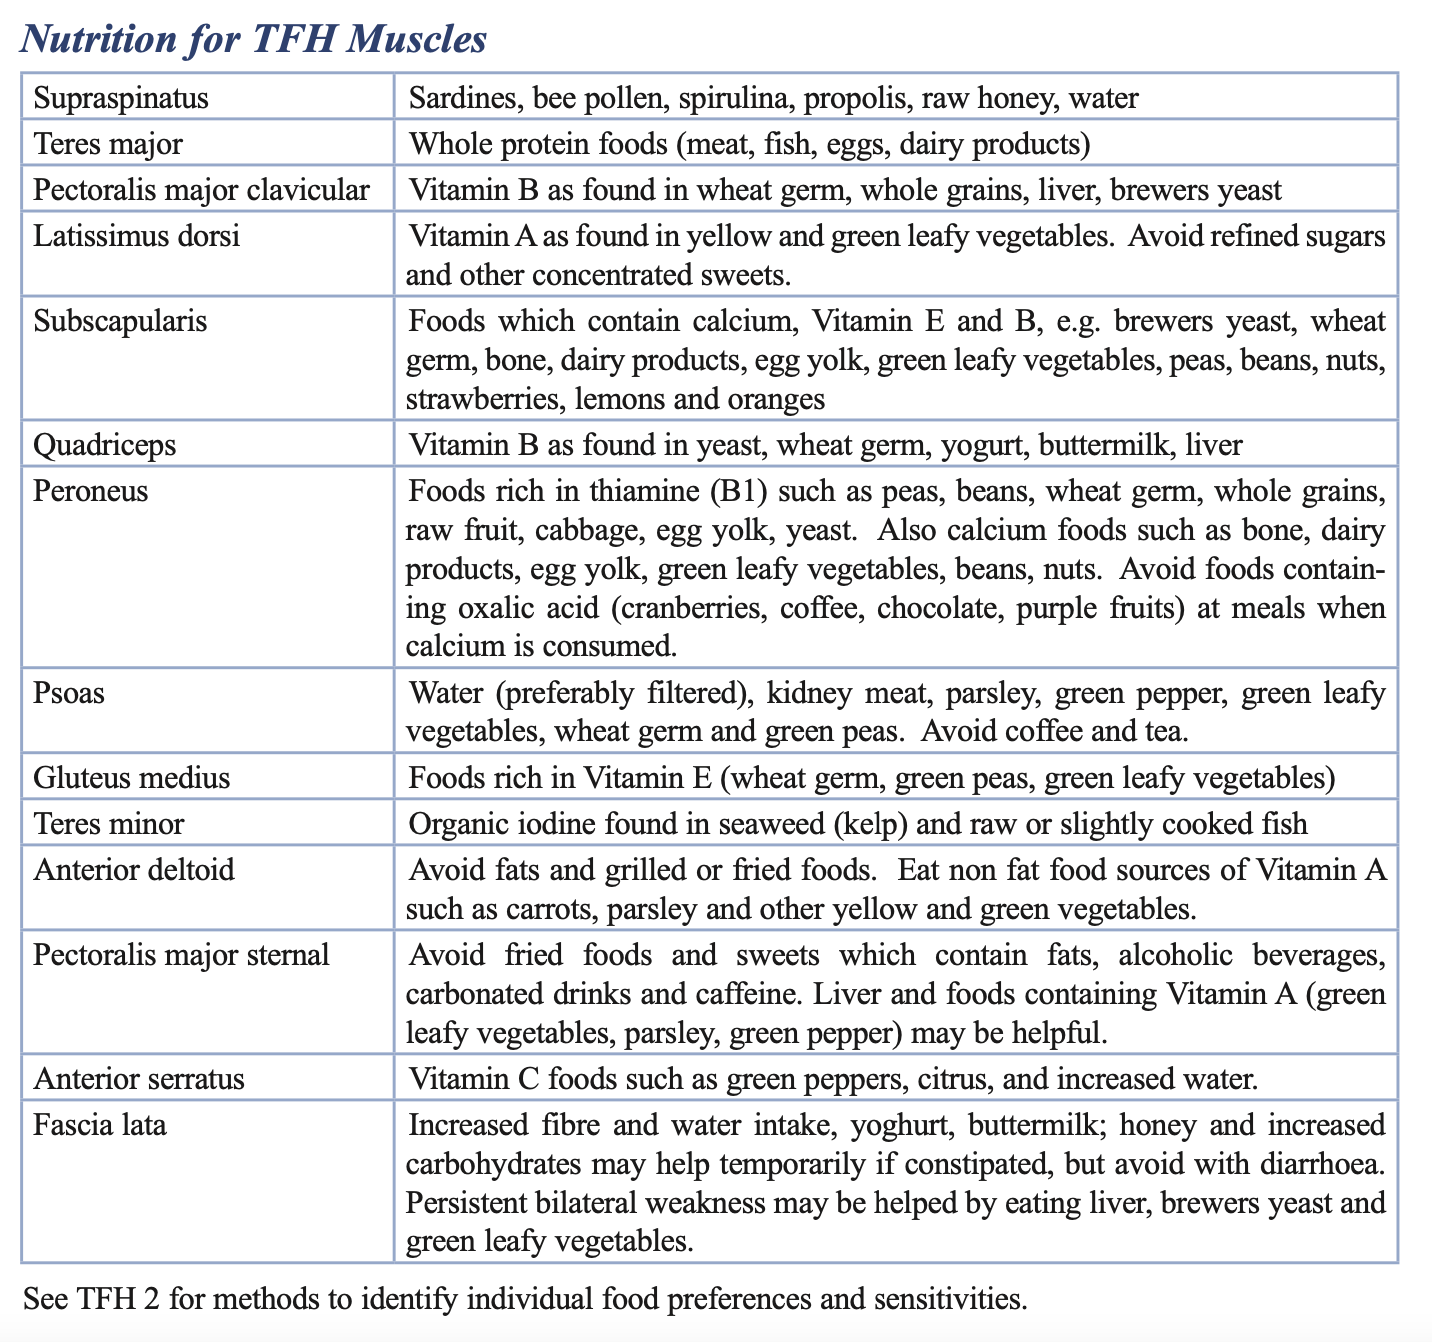 Nutrition for TFH Muscles
Supraspinatus
Sardines, bee pollen, spirulina, propolis, raw honey, water
Teres major
Whole protein foods (meat, fish, eggs, dairy products)
Pectoralis major clavicular
Vitamin B as found in wheat germ, whole grains, liver, brewers yeast
Latissimus dorsi
Vitamin A as found in yellow and green leafy vegetables.  Avoid refined sugars
and other concentrated sweets.
Subscapularis
Foods which contain calcium, Vitamin E and B, e.g. brewers yeast, wheat
germ, bone, dairy products, egg yolk, green leafy vegetables, peas, beans, nuts,
strawberries, lemons and oranges
Quadriceps
Vitamin B as found in yeast, wheat germ, yogurt, buttermilk, liver
Peroneus
Foods rich in thiamine (B1) such as peas, beans, wheat germ, whole grains,
raw fruit, cabbage, egg yolk, yeast.  Also calcium foods such as bone, dairy
products, egg yolk, green leafy vegetables, beans, nuts.  Avoid foods contain-
ing oxalic acid (cranberries, coffee, chocolate, purple fruits) at meals when
calcium is consumed.
Psoas
Water (preferably filtered), kidney meat, parsley, green pepper, green leafy
vegetables, wheat germ and green peas.  Avoid coffee and tea.
Gluteus medius
Foods rich in Vitamin E (wheat germ, green peas, green leafy vegetables)
Teres minor
Organic iodine found in seaweed (kelp) and raw or slightly cooked fish
Anterior deltoid
Avoid fats and grilled or fried foods.  Eat non fat food sources of Vitamin A
such as carrots, parsley and other yellow and green vegetables.
Pectoralis major sternal
Avoid fried foods and sweets which contain fats, alcoholic beverages,
carbonated drinks and caffeine. Liver and foods containing Vitamin A (green
leafy vegetables, parsley, green pepper) may be helpful.
Anterior serratus
Vitamin C foods such as green peppers, citrus, and increased water.
Fascia lata
Increased fibre and water intake, yoghurt, buttermilk; honey and increased
carbohydrates may help temporarily if constipated, but avoid with diarrhoea.
Persistent bilateral weakness may be helped by eating liver, brewers yeast and
green leafy vegetables.
See TFH 2 for methods to identify individual food preferences and sensitivities.